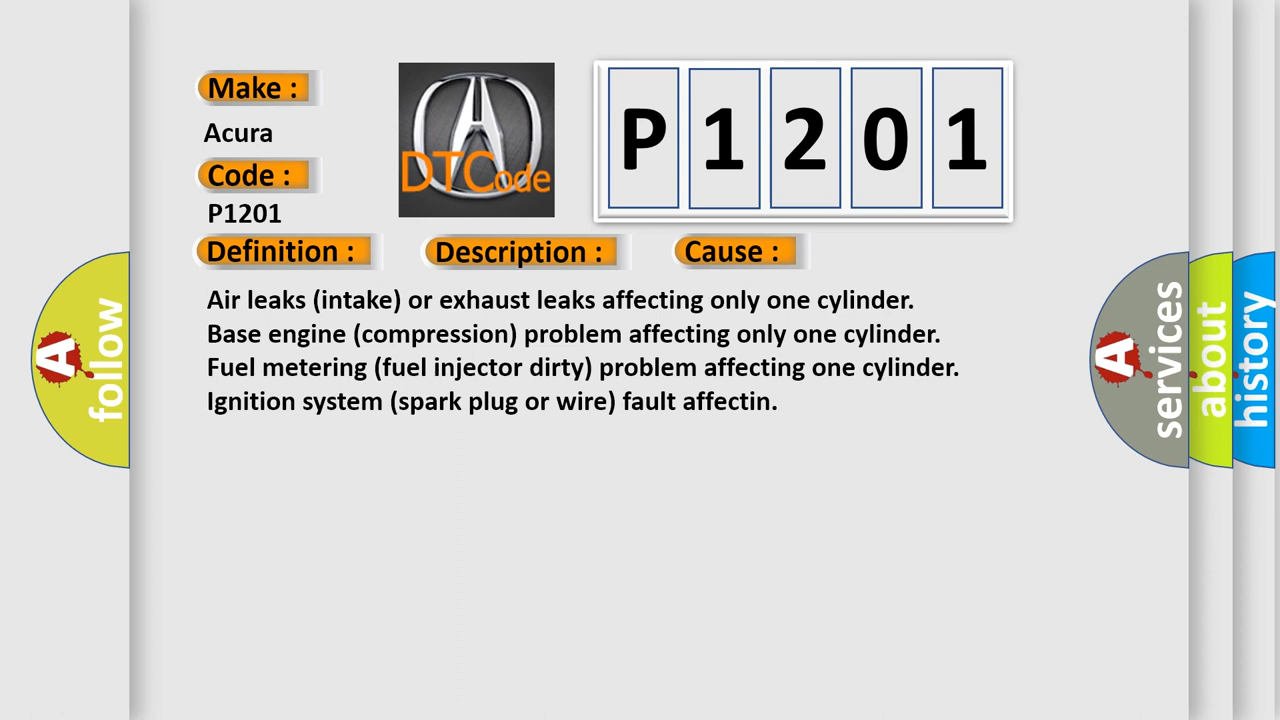 Make :
Acura
Code :
P1201
DTCode
P 1 2 0 1
Definition :
Description :
Cause :
Air leaks (intake) or exhaust leaks affecting only one cylinder.
Base engine (compression) problem affecting only one cylinder.
Fuel metering (fuel injector dirty) problem affecting one cylinder.
Ignition system (spark plug or wire) fault affectin.
A
follow
A
services
about
history